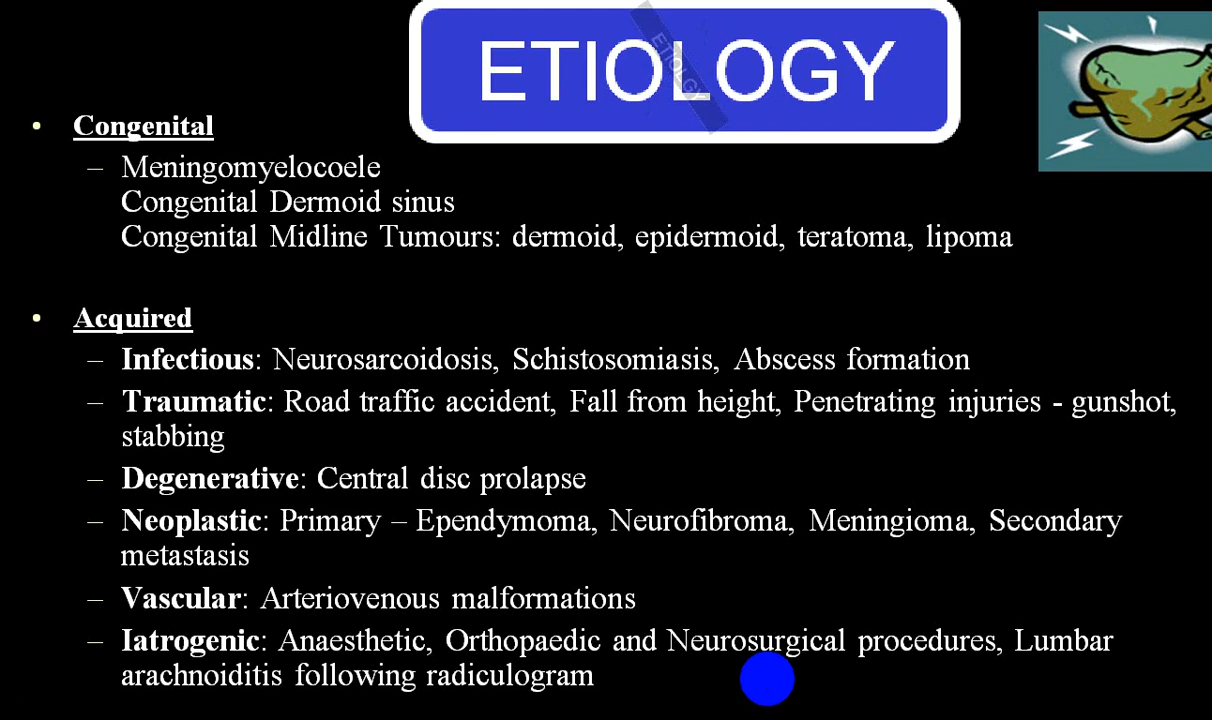 ETIOLOGY
ETIOLGY
• Congenital
– Meningomyelocoele
Congenital Dermoid sinus
Congenital Midline Tumours: dermoid, epidermoid, teratoma, lipoma
• Acquired
– Infectious: Neurosarcoidosis, Schistosomiasis, Abscess formation
– Traumatic: Road traffic accident, Fall from height, Penetrating injuries - gunshot,
stabbing
– Degenerative: Central disc prolapse
– Neoplastic: Primary – Ependymoma, Neurofibroma, Meningioma, Secondary
metastasis
– Vascular: Arteriovenous malformations
– Iatrogenic: Anaesthetic, Orthopaedic and Neurosurgical procedures, Lumbar
arachnoiditis following radiculogram